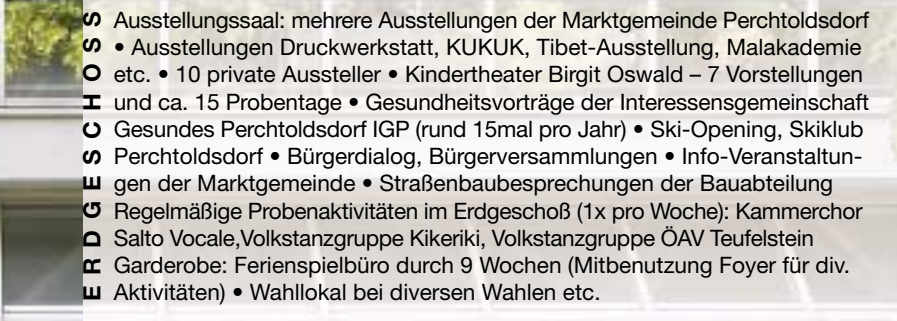 ERDGESCHOSS
Ausstellungssaal: mehrere Ausstellungen der Marktgemeinde Perchtoldsdorf
• Ausstellungen Druckwerkstatt, KUKUK, Tibet-Ausstellung, Malakademie
etc. • 10 private Aussteller • Kindertheater Birgit Oswald – 7 Vorstellungen
und ca. 15 Probentage • Gesundheitsvorträge der Interessensgemeinschaft
Gesundes Perchtoldsdorf IGP (rund 15mal pro Jahr) • Ski-Opening, Skiklub
Perchtoldsdorf • Bürgerdialog, Bürgerversammlungen • Info-Veranstaltun-
gen der Marktgemeinde • Straßenbaubesprechungen der Bauabteilung
Regelmäßige Probenaktivitäten im Erdgeschoß (1x pro Woche): Kammerchor
Salto Vocale,Volkstanzgruppe Kikeriki, Volkstanzgruppe ÖAV Teufelstein
Garderobe: Ferienspielbüro durch 9 Wochen (Mitbenutzung Foyer für div.
Aktivitäten) • Wahllokal bei diversen Wahlen etc.